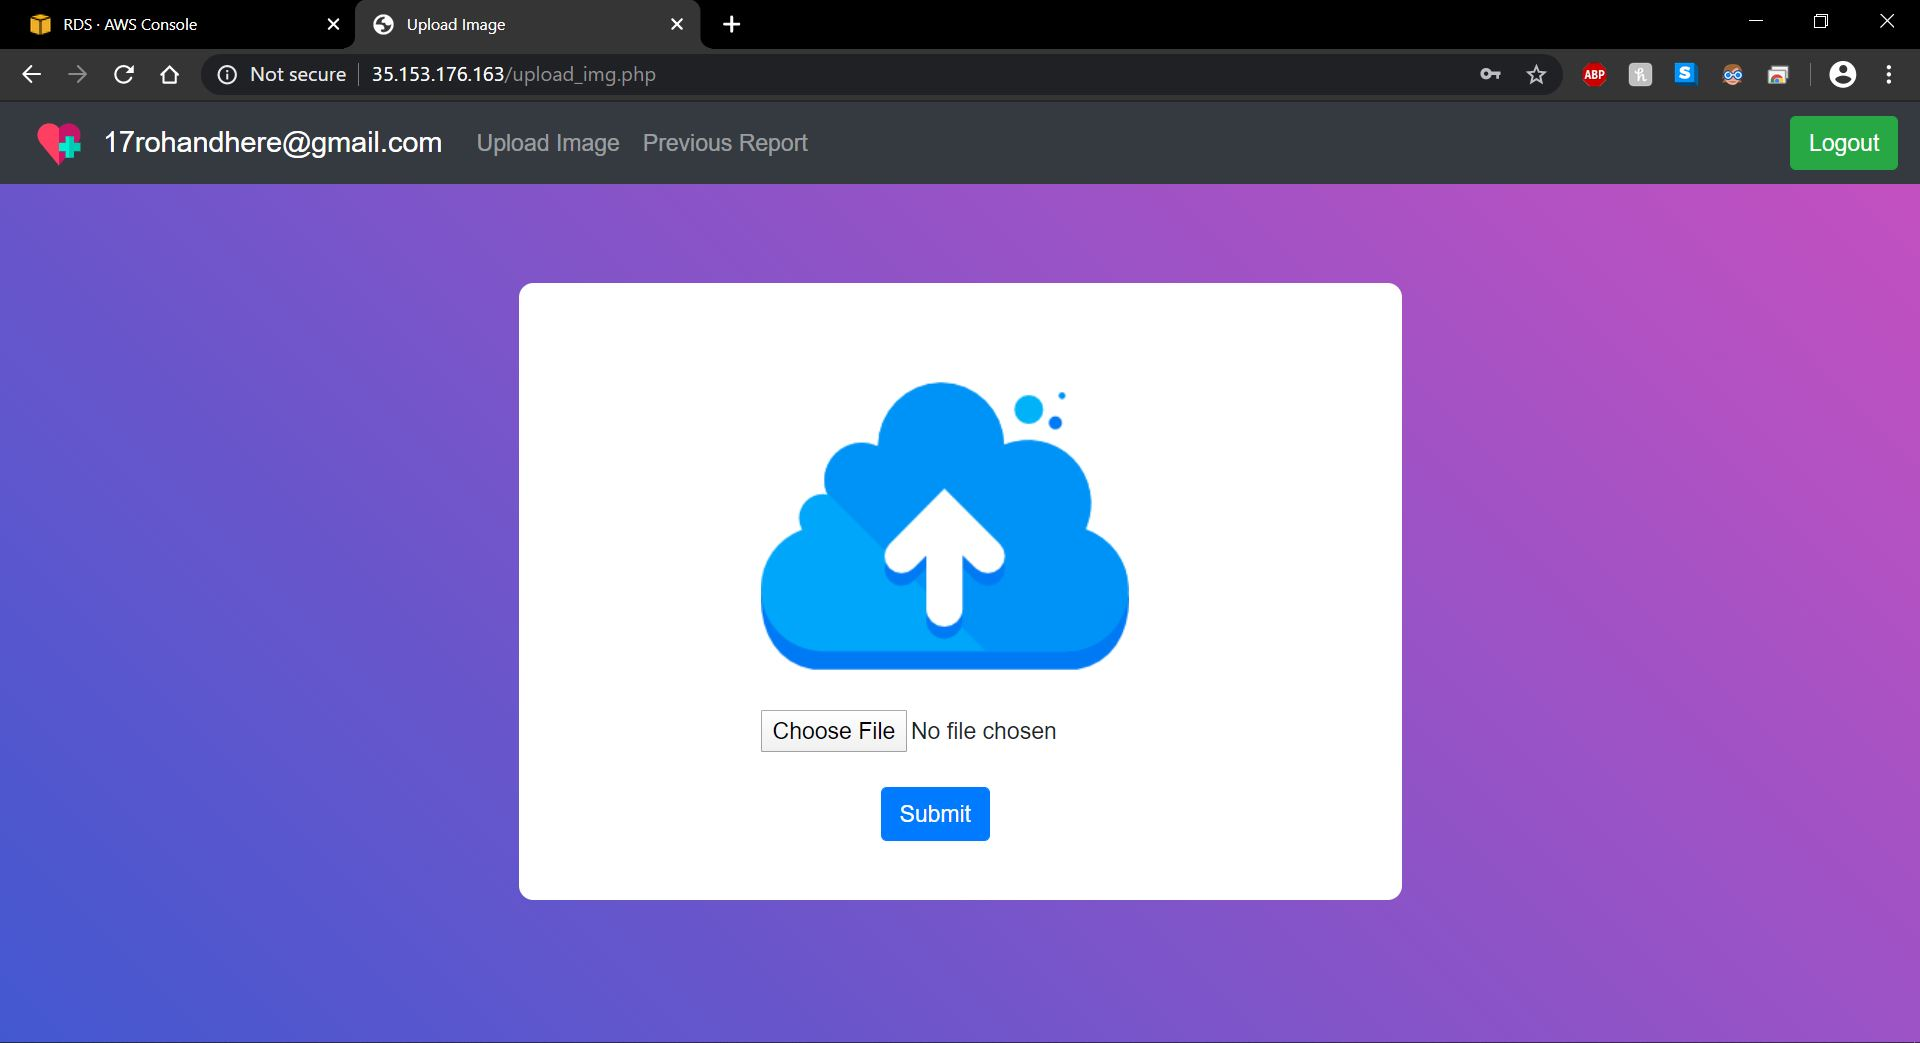 RDS · AWS Console
Upload Image
Not secure
35.153.176.163/upload_img.php
ABP
S
17rohandhere@gmail.com
Upload Image
Previous Report
Logout
Choose File
No file chosen
Submit